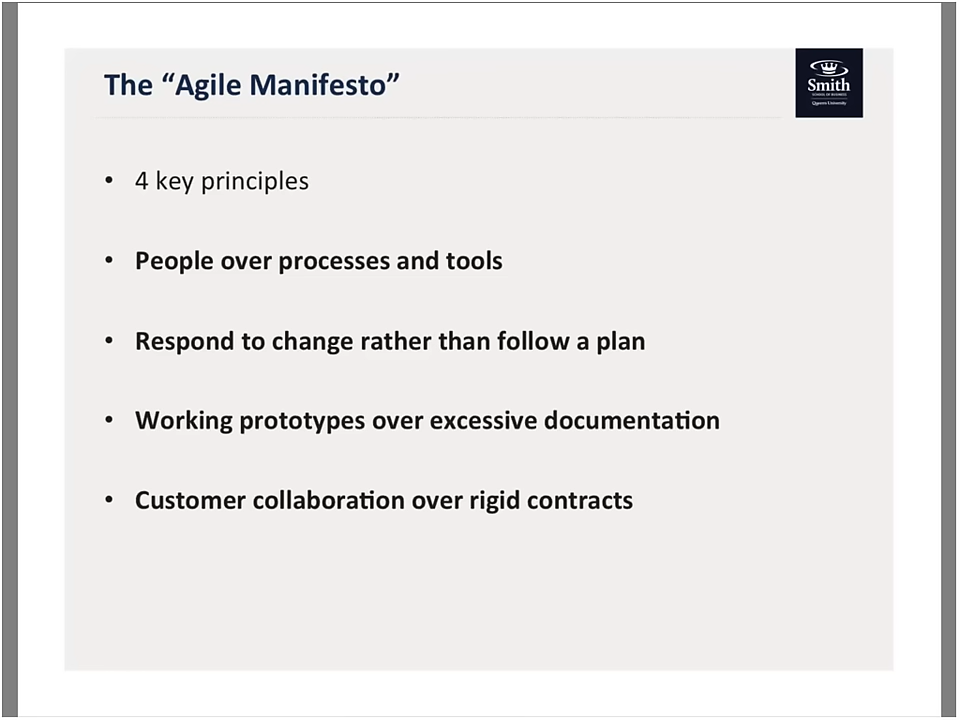 The “Agile Manifesto”
Smith
SCHOOL OF BUSINESS
Queen's University
• 4 key principles
• People over processes and tools
• Respond to change rather than follow a plan
• Working prototypes over excessive documentation
• Customer collaboration over rigid contracts